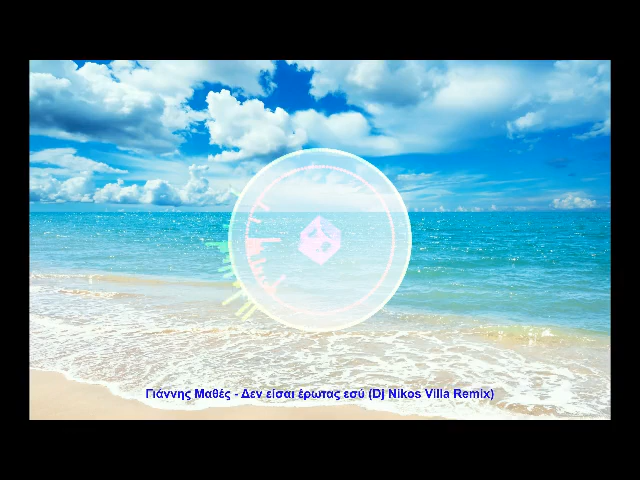 Γιάννης Μαθές - Δεν είσαι έρωτας εσύ (Dj Nikos Villa Remix)